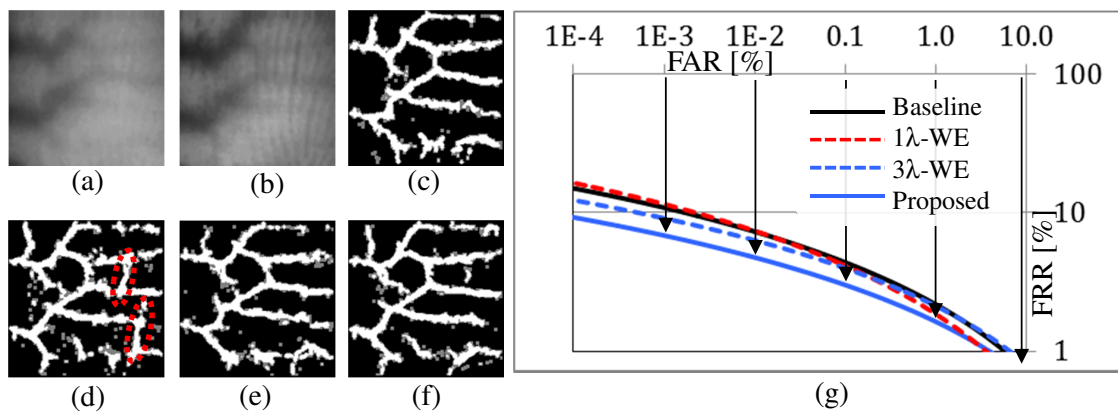 (a)
(b)
(c)
(d)
(e)
(f)
1E-4 1E-3 1E-2 0.1 1.0 10.0
FAR [%]
100
Baseline
1λ-WE
3λ-WE
Proposed
10
FRR [%]
1
(g)